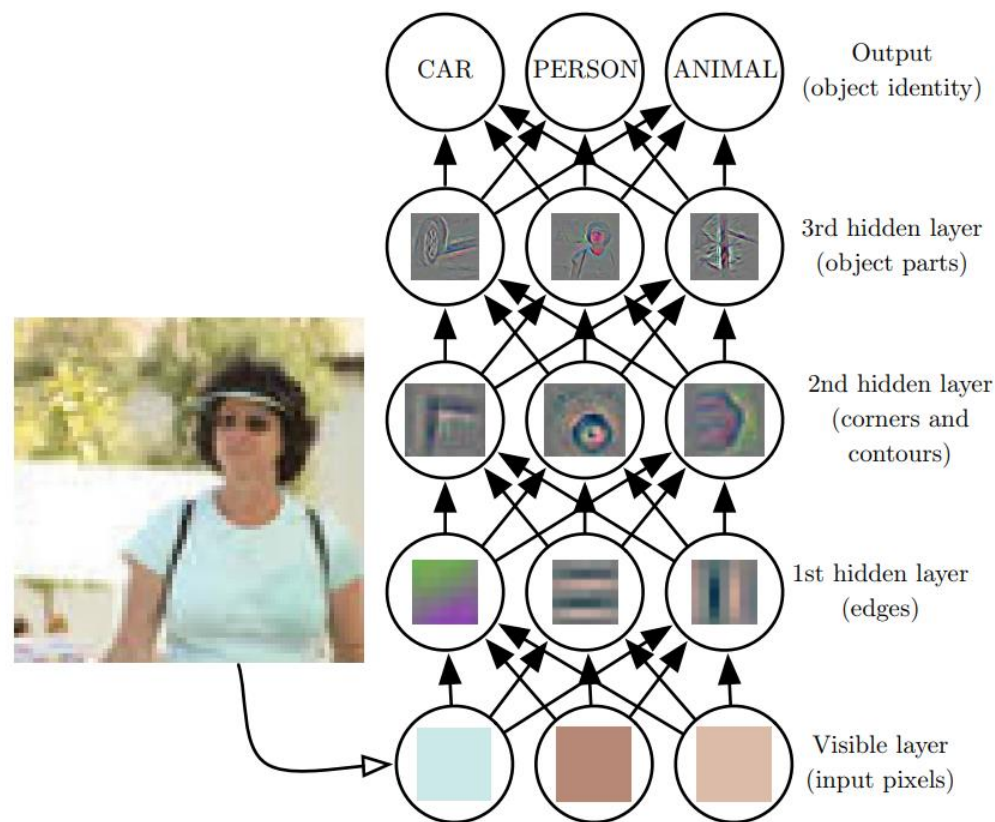 CAR
PERSON
ANIMAL
Output
(object identity)
3rd hidden layer
(object parts)
2nd hidden layer
(corners and
contours)
1st hidden layer
(edges)
Visible layer
(input pixels)